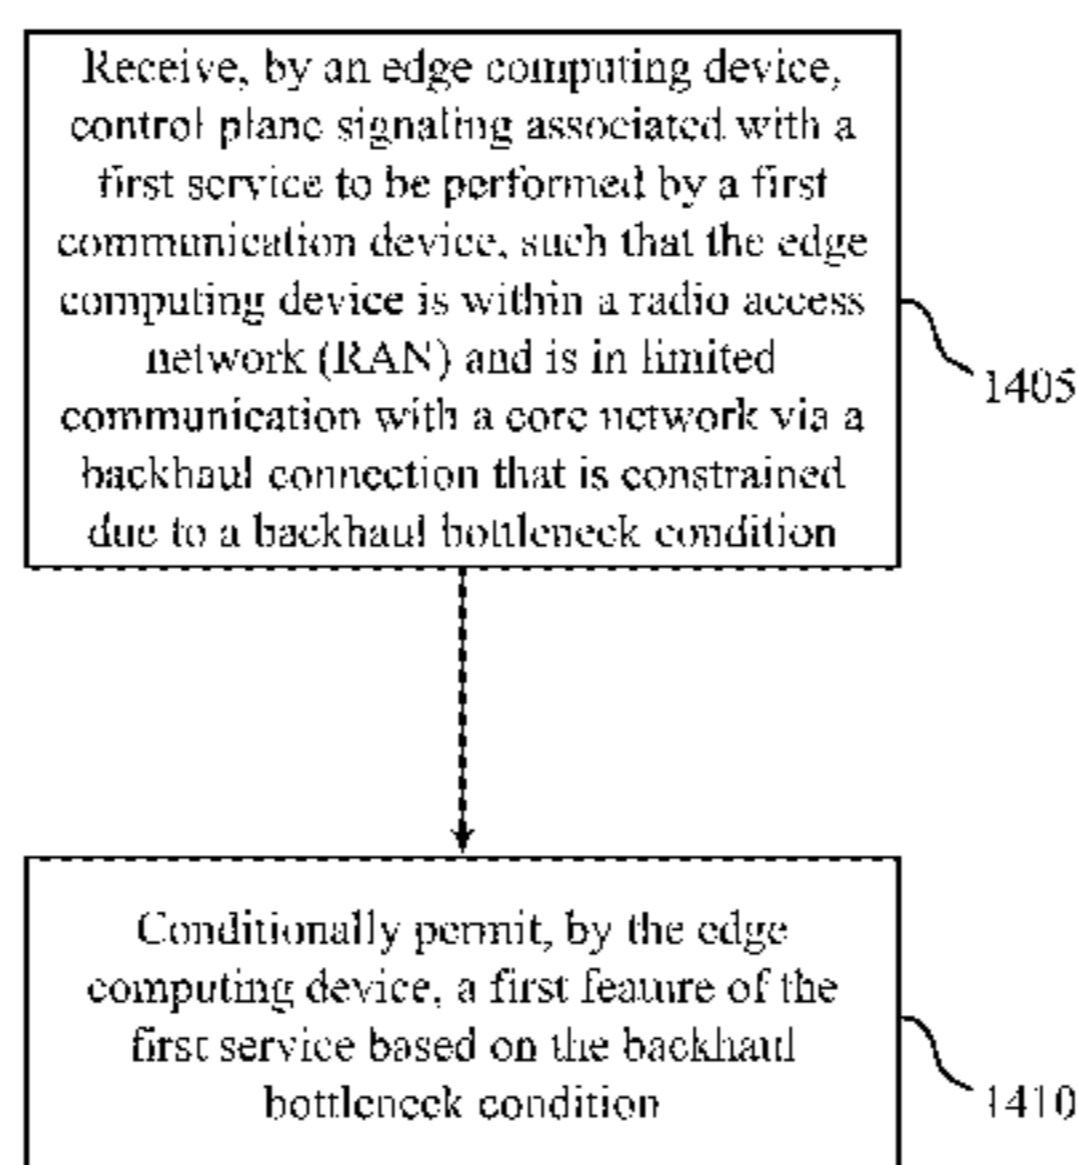 Receive, by an edge computing device,
control plane signaling associated with a
first service to be performed by a first
communication device, such that the edge
computing device is within a radio access
network (RAN) and is in limited
communication with a core network via a
backhaul connection that is constrained
due to a backhaul bottleneck condition
1405
Conditionally permit, by the edge
computing device, a first feature of the
first service based on the backhaul
bottleneck condition
1410